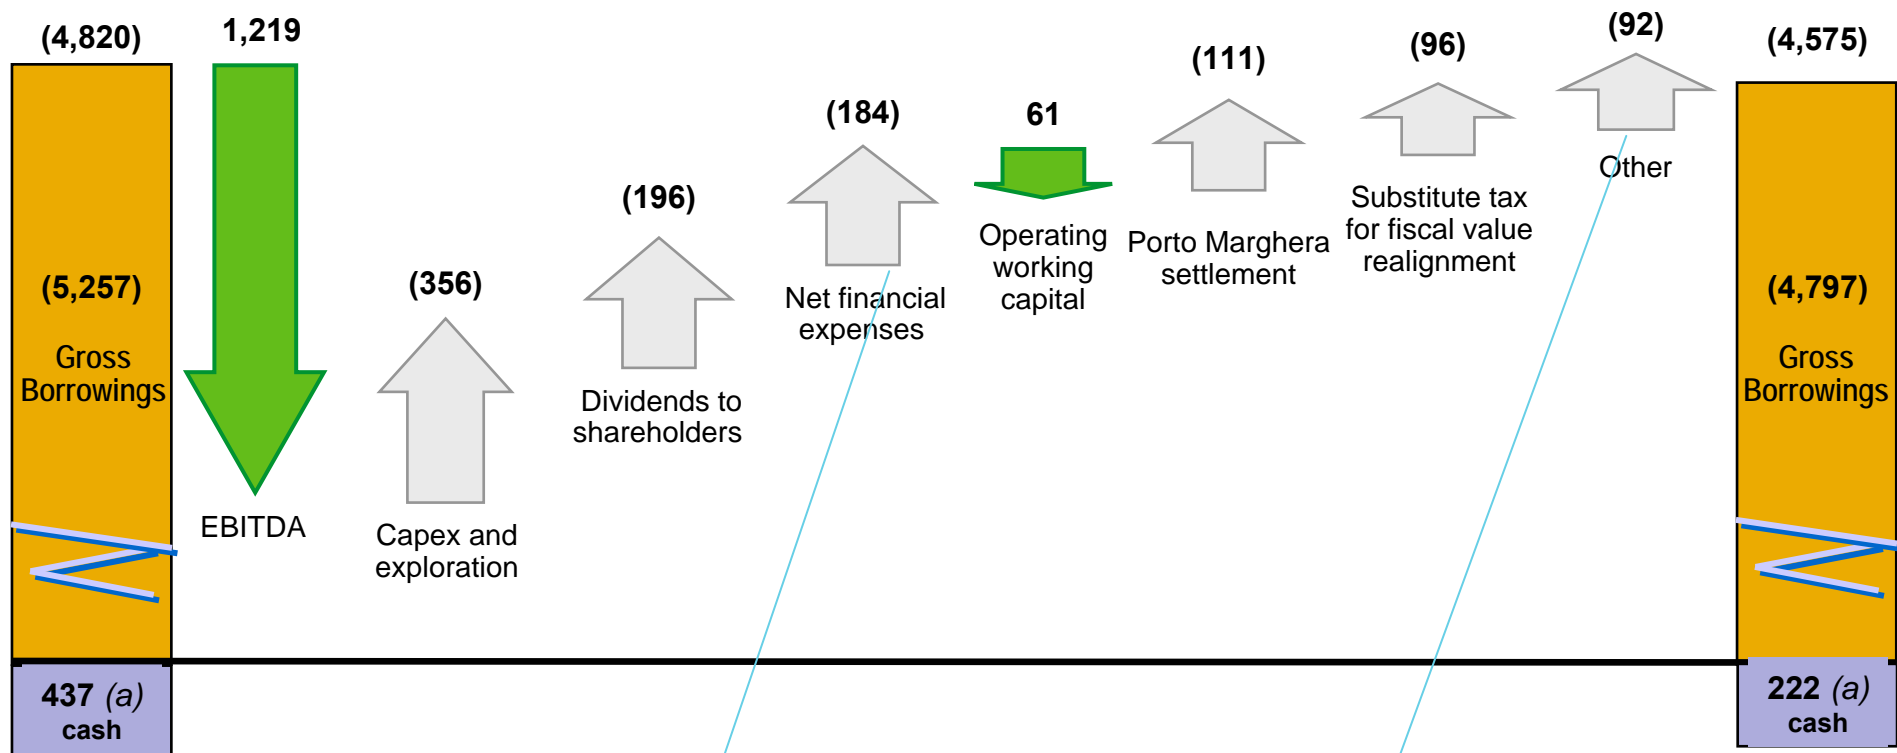 (4,820)
(5,257)
Gross
Borrowings
437 (a)
cash
1,219
EBITDA
(356)
Capex and
exploration
(196)
Dividends to
shareholders
(184)
Net financial
expenses
61
Operating
working
capital
(111)
Porto Marghera
settlement
(96)
Substitute tax
for fiscal value
realignment
(92)
Other
(4,575)
(4,797)
Gross
Borrowings
222 (a)
cash